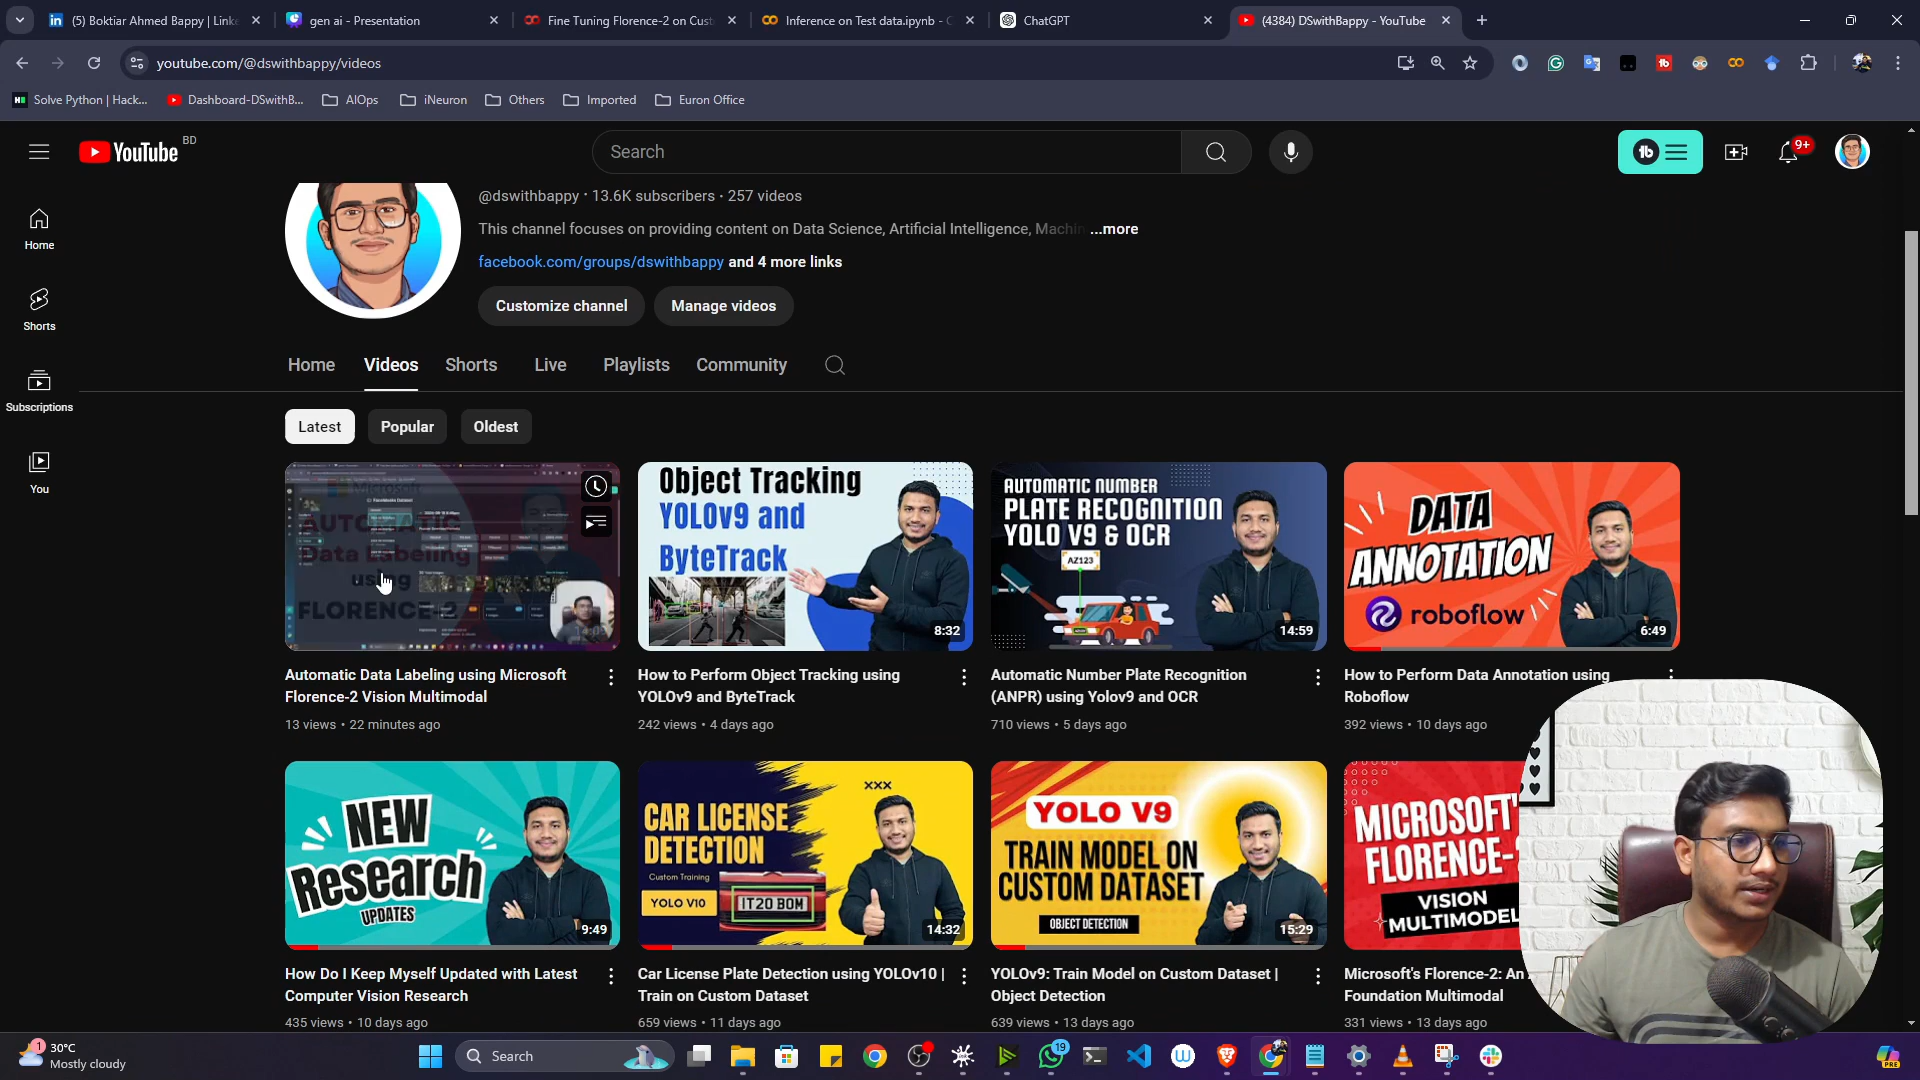 (5) Boktiar Ahmed Bappy | Linke
gen ai - Presentation
Fine Tuning Florence-2 on Cust
Inference on Test data.ipynb - C
ChatGPT
(4384) DSwithBappy - YouTube
youtube.com/@dswithbappy/videos
Solve Python | Hack...
Dashboard-DSwithB...
AIOps
iNeuron
Others
Imported
Euron Office
YouTube
BD
Search
9+
@dswithbappy · 13.6K subscribers · 257 videos
Home
This channel focuses on providing content on Data Science, Artificial Intelligence, Machin ...more
facebook.com/groups/dswithbappy and 4 more links
Customize channel
Manage videos
Shorts
Home
Videos
Shorts
Live
Playlists
Community
Subscriptions
Latest
Popular
Oldest
You
AUTOMATIC
Data Labeling
using
FLORENCE-2
Object Tracking
YOLOv9 and
ByteTrack
8:32
AUTOMATIC NUMBER
PLATE RECOGNITION
YOLO V9 & OCR
AZ123
14:59
DATA
ANNOTATION
roboflow
6:49
Automatic Data Labeling using Microsoft
Florence-2 Vision Multimodal
13 views · 22 minutes ago
How to Perform Object Tracking using
YOLOv9 and ByteTrack
242 views · 4 days ago
Automatic Number Plate Recognition
(ANPR) using Yolov9 and OCR
710 views · 5 days ago
How to Perform Data Annotation using
Roboflow
392 views · 10 days ago
NEW
Research
UPDATES
9:49
XXX
CAR LICENSE
DETECTION
Custom Training
YOLO V10
IT20 BOM
14:32
YOLO V9
TRAIN MODEL ON
CUSTOM DATASET
OBJECT DETECTION
15:29
MICROSOFT'
FLORENCE-
VISION
MULTIMODEL
How Do I Keep Myself Updated with Latest
Computer Vision Research
435 views · 10 days ago
Car License Plate Detection using YOLOv10 |
Train on Custom Dataset
659 views · 11 days ago
YOLOv9: Train Model on Custom Dataset |
Object Detection
639 views · 13 days ago
Microsoft's Florence-2: An
Foundation Multimodal
331 views · 13 days ago
1
30°C
Mostly cloudy
Search
19
PRE